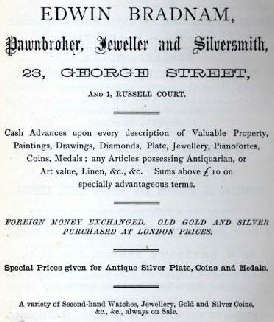 EDWIN BRADNAM,
Pawnbroker, Jeweller and Silversmith,
23, GEORGE STREET,
AND 1, RUSSELL COURT.
Cash Advances upon every description of Valuable Property,
Paintings, Drawings, Diamonds, Plate, Jewellery, Pianofortes,
Coins, Medals: any Articles possessing Antiquarian, or
Art value, Linen, &c., &c. Sums above £10 on
specially advantageous terms.
FOREIGN MONEY EXCHANGED. OLD GOLD AND SILVER
PURCHASED AT LONDON PRICES.
Special Prices given for Antique Silver Plate, Coins and Medals.
A variety of Second-hand Watches, Jewellery, Gold and Silver Coins,
&c., &c., always on Sale.